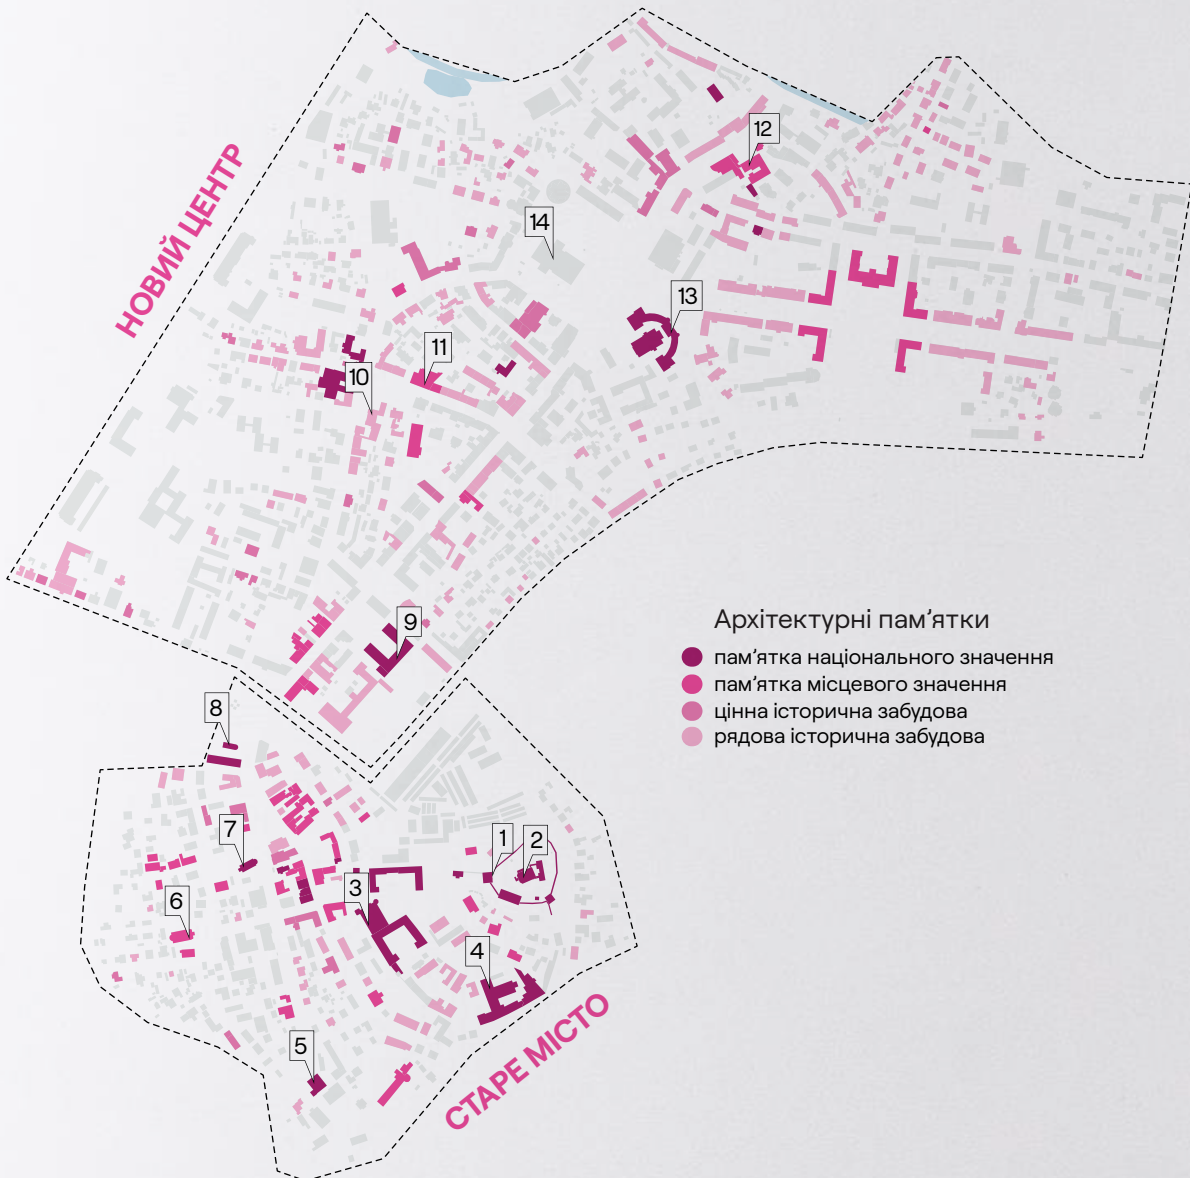 12
14
НОВИЙ ЦЕНТР
13
11
10
9
Архітектурні пам'ятки
пам'ятка національного значення
пам'ятка місцевого значення
цінна історична забудова
рядова історична забудова
8
7
1
2
3
6
4
5
СТАРЕ МІСТО